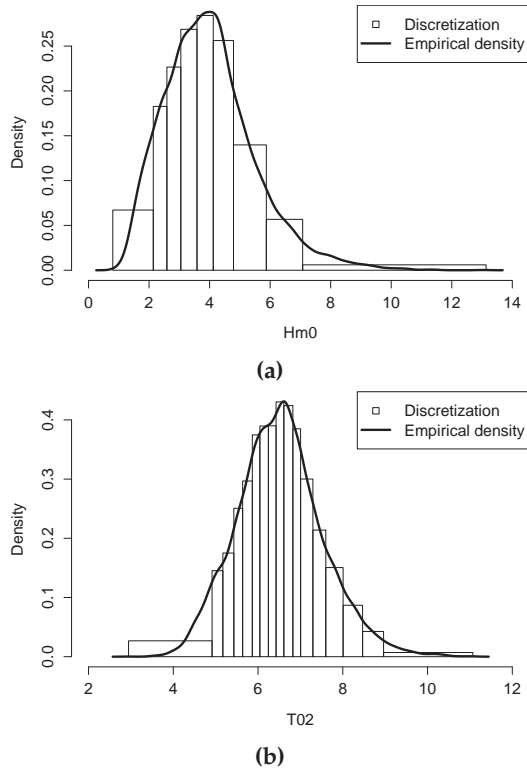 Discretization
Empirical density
0.25
0.20
0.15
0.10
0.05
0.00
Density
0 2 4 6 8 10 12 14
Hm0
(a)
Discretization
Empirical density
0.4
0.3
0.2
0.1
0.0
Density
2 4 6 8 10 12
T02
(b)